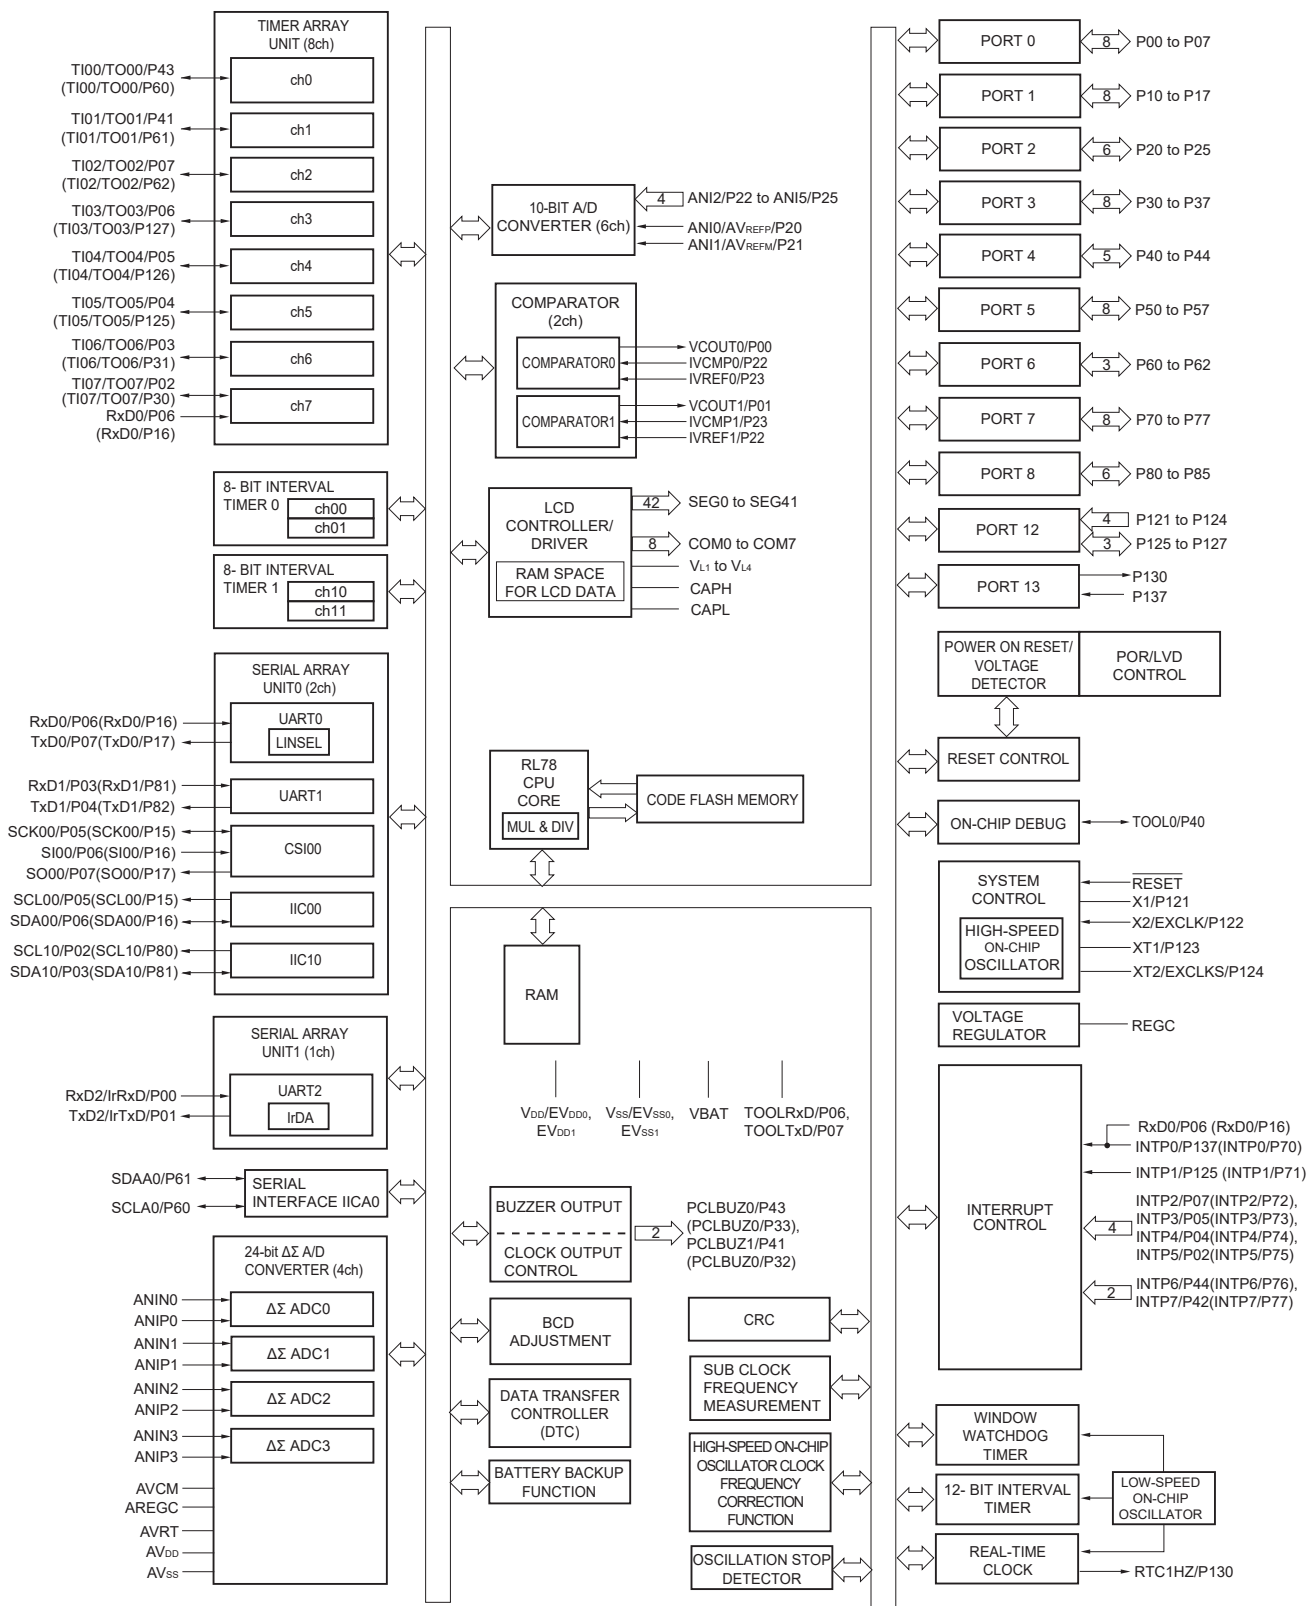 TIMER ARRAY
UNIT (8ch)
TI00/TO00/P43
(TI00/TO00/P60)
ch0
TI01/TO01/P41
(TI01/TO01/P61)
ch1
TI02/TO02/P07
(TI02/TO02/P62)
ch2
TI03/TO03/P06
(TI03/TO03/P127)
ch3
TI04/TO04/P05
(TI04/TO04/P126)
ch4
TI05/TO05/P04
(TI05/TO05/P125)
ch5
TI06/TO06/P03
(TI06/TO06/P31)
ch6
TI07/TO07/P02
(TI07/TO07/P30)
RxD0/P06
(RxD0/P16)
ch7
8- BIT INTERVAL
TIMER 0
ch00
ch01
8- BIT INTERVAL
TIMER 1
ch10
ch11
SERIAL ARRAY
UNIT0 (2ch)
RxD0/P06(RxD0/P16)
TxD0/P07(TxD0/P17)
UART0
LINSEL
RxD1/P03(RxD1/P81)
TxD1/P04(TxD1/P82)
UART1
SCK00/P05(SCK00/P15)
SI00/P06(SI00/P16)
SO00/P07(SO00/P17)
CSI00
SCL00/P05(SCL00/P15)
SDA00/P06(SDA00/P16)
IIC00
SCL10/P02(SCL10/P80)
SDA10/P03(SDA10/P81)
IIC10
SERIAL ARRAY
UNIT1 (1ch)
RxD2/IrRxD/P00
TxD2/IrTxD/P01
UART2
IrDA
SDAA0/P61
SCLA0/P60
SERIAL
INTERFACE IICA0
24-bit ΔΣ A/D
CONVERTER (4ch)
ANIN0
ANIP0
ΔΣ ADC0
ANIN1
ANIP1
ΔΣ ADC1
ANIN2
ANIP2
ΔΣ ADC2
ANIN3
ANIP3
ΔΣ ADC3
AVCM
AREGC
AVRT
AVDD
AVSS
10-BIT A/D
CONVERTER (6ch)
4
ANI2/P22 to ANI5/P25
ANI0/AVREFP/P20
ANI1/AVREFM/P21
COMPARATOR
(2ch)
COMPARATOR0
VCOUT0/P00
IVCMP0/P22
IVREF0/P23
COMPARATOR1
VCOUT1/P01
IVCMP1/P23
IVREF1/P22
LCD
CONTROLLER/
DRIVER
RAM SPACE
FOR LCD DATA
42
SEG0 to SEG41
8
COM0 to COM7
VL1 to VL4
CAPH
CAPL
RL78
CPU
CORE
MUL & DIV
CODE FLASH MEMORY
RAM
VDD/EVDD0,
EVDD1
VSS/EVSS0,
EVSS1
VBAT
TOOLRxD/P06,
TOOLTxD/P07
BUZZER OUTPUT
CLOCK OUTPUT
CONTROL
2
PCLBUZ0/P43
(PCLBUZ0/P33),
PCLBUZ1/P41
(PCLBUZ0/P32)
BCD
ADJUSTMENT
DATA TRANSFER
CONTROLLER
(DTC)
BATTERY BACKUP
FUNCTION
CRC
SUB CLOCK
FREQUENCY
MEASUREMENT
HIGH-SPEED ON-CHIP
OSCILLATOR CLOCK
FREQUENCY
CORRECTION
FUNCTION
OSCILLATION STOP
DETECTOR
PORT 0
8
P00 to P07
PORT 1
8
P10 to P17
PORT 2
6
P20 to P25
PORT 3
8
P30 to P37
PORT 4
5
P40 to P44
PORT 5
8
P50 to P57
PORT 6
3
P60 to P62
PORT 7
8
P70 to P77
PORT 8
6
P80 to P85
PORT 12
4
P121 to P124
3
P125 to P127
PORT 13
P130
P137
POWER ON RESET/
VOLTAGE
DETECTOR
POR/LVD
CONTROL
RESET CONTROL
ON-CHIP DEBUG
TOOL0/P40
SYSTEM
CONTROL
HIGH-SPEED
ON-CHIP
OSCILLATOR
RESET
X1/P121
X2/EXCLK/P122
XT1/P123
XT2/EXCLKS/P124
VOLTAGE
REGULATOR
REGC
INTERRUPT
CONTROL
RxD0/P06 (RxD0/P16)
INTP0/P137(INTP0/P70)
INTP1/P125 (INTP1/P71)
4
INTP2/P07(INTP2/P72),
INTP3/P05(INTP3/P73),
INTP4/P04(INTP4/P74),
INTP5/P02(INTP5/P75)
2
INTP6/P44(INTP6/P76),
INTP7/P42(INTP7/P77)
WINDOW
WATCHDOG
TIMER
12- BIT INTERVAL
TIMER
LOW-SPEED
ON-CHIP
OSCILLATOR
REAL-TIME
CLOCK
RTC1HZ/P130